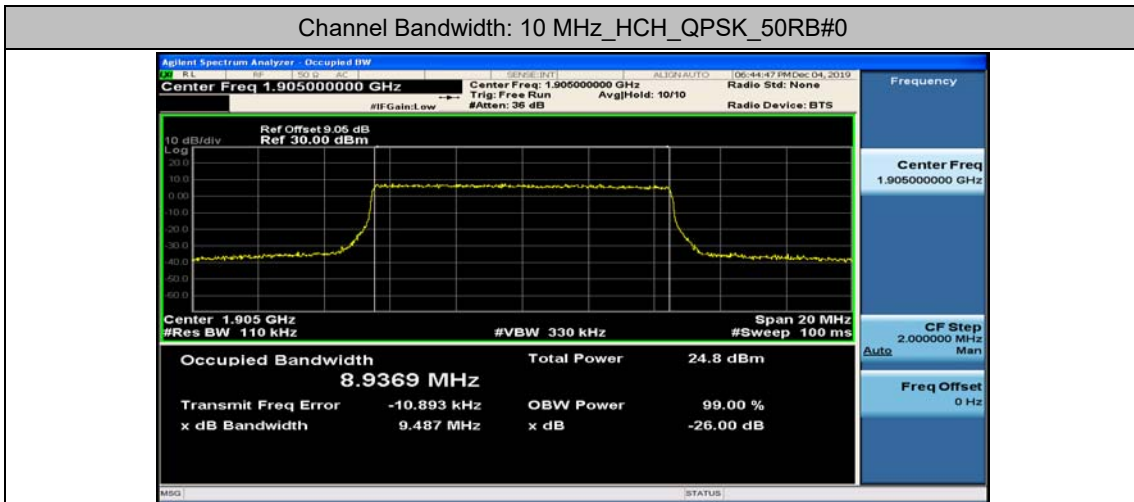 Channel Bandwidth: 10 MHz_HCH_QPSK_50RB#0
Agilent Spectrum Analyzer - Occupied BW
LXI RL RF 50 Ω AC SENSE:INT ALIGN AUTO 06:44:47 PM Dec 04, 2019
Center Freq 1.905000000 GHz
Center Freq: 1.905000000 GHz
Radio Std: None
Trig: Free Run Avg|Hold: 10/10
#IFGain:Low #Atten: 36 dB Radio Device: BTS
Ref Offset 9.05 dB
10 dB/div Ref 30.00 dBm
Log
20.0
10.0
0.00
-10.0
-20.0
-30.0
-40.0
-50.0
-60.0
Center 1.905 GHz Span 20 MHz
#Res BW 110 kHz #VBW 330 kHz #Sweep 100 ms
Occupied Bandwidth Total Power 24.8 dBm
8.9369 MHz
Transmit Freq Error -10.893 kHz OBW Power 99.00 %
x dB Bandwidth 9.487 MHz x dB -26.00 dB
Frequency
Center Freq
1.905000000 GHz
CF Step
2.000000 MHz
Auto Man
Freq Offset
0 Hz
MSG STATUS